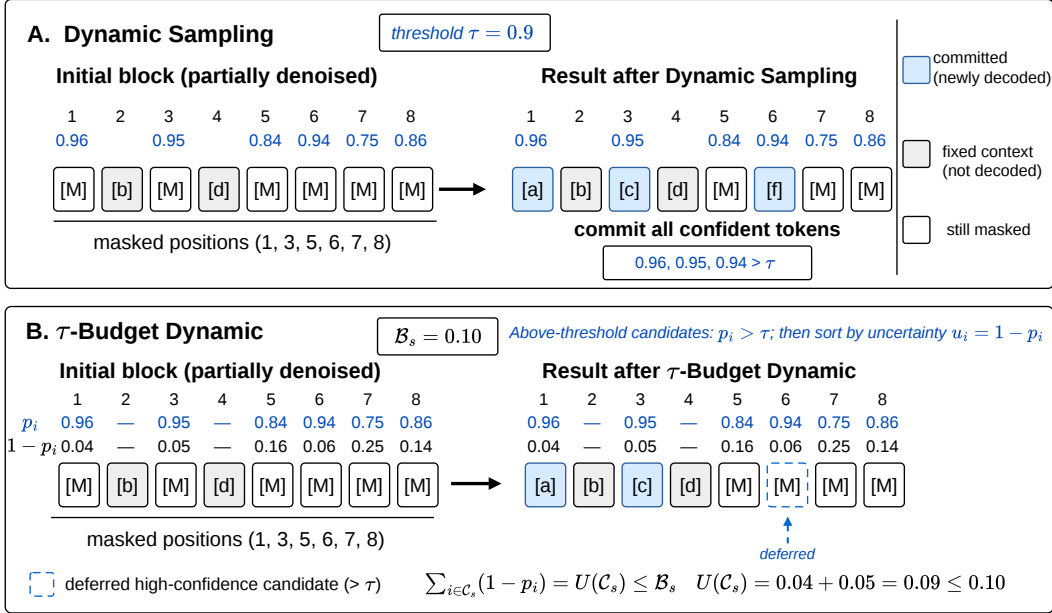 A. Dynamic Sampling
threshold τ = 0.9
Initial block (partially denoised)
1 2 3 4 5 6 7 8
0.96 0.95 0.84 0.94 0.75 0.86
[M] [b] [M] [d] [M] [M] [M] [M]
masked positions (1, 3, 5, 6, 7, 8)
Result after Dynamic Sampling
1 2 3 4 5 6 7 8
0.96 0.95 0.84 0.94 0.75 0.86
[a] [b] [c] [d] [M] [f] [M] [M]
commit all confident tokens
0.96, 0.95, 0.94 > τ
committed
(newly decoded)
fixed context
(not decoded)
still masked
B. τ-Budget Dynamic
ℬₛ = 0.10
Above-threshold candidates: pᵢ > τ; then sort by uncertainty uᵢ = 1 − pᵢ
Initial block (partially denoised)
1 2 3 4 5 6 7 8
pᵢ 0.96 — 0.95 — 0.84 0.94 0.75 0.86
1 − pᵢ 0.04 — 0.05 — 0.16 0.06 0.25 0.14
[M] [b] [M] [d] [M] [M] [M] [M]
masked positions (1, 3, 5, 6, 7, 8)
Result after τ-Budget Dynamic
1 2 3 4 5 6 7 8
0.96 — 0.95 — 0.84 0.94 0.75 0.86
0.04 — 0.05 — 0.16 0.06 0.25 0.14
[a] [b] [c] [d] [M] [M] [M] [M]
deferred
deferred high-confidence candidate (> τ)
∑_{i∈𝒞ₛ}(1 − pᵢ) = U(𝒞ₛ) ≤ ℬₛ U(𝒞ₛ) = 0.04 + 0.05 = 0.09 ≤ 0.10